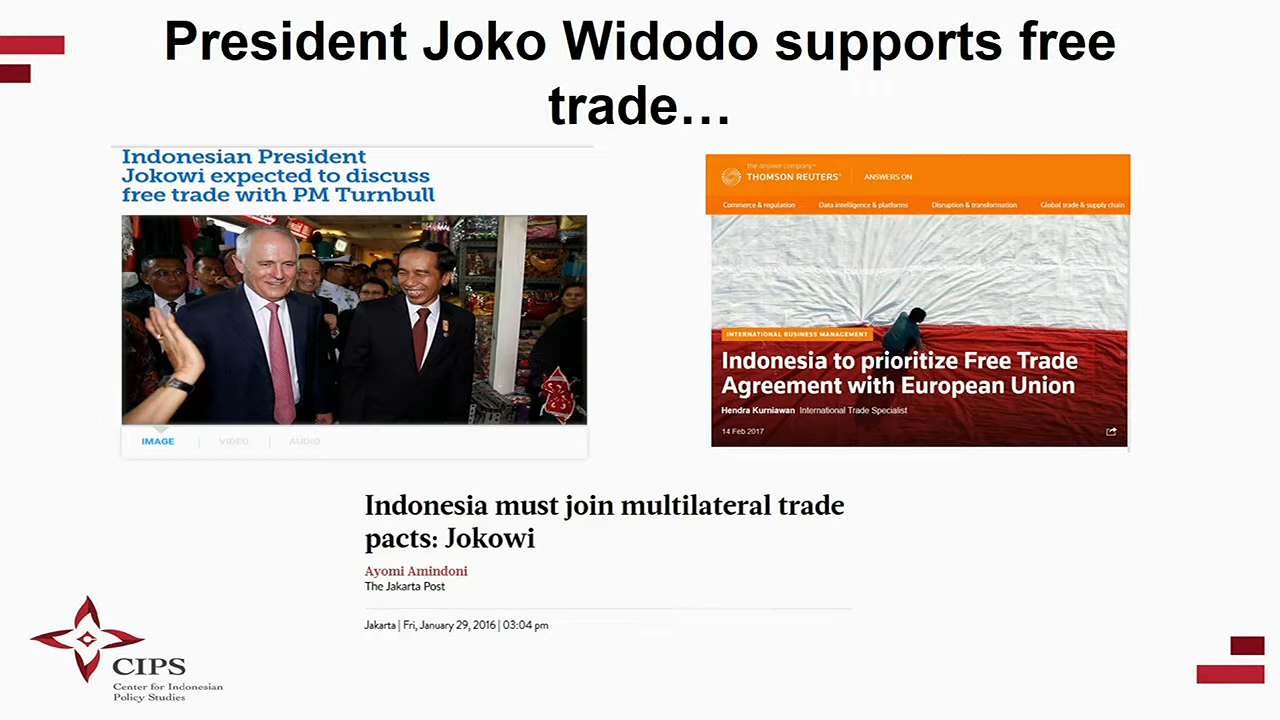 President Joko Widodo supports free
trade…
Indonesian President
Jokowi expected to discuss
free trade with PM Turnbull
IMAGE | VIDEO | AUDIO
the answer company™
THOMSON REUTERS® | ANSWERS ON
Commerce & regulation Data intelligence & platforms Disruption & transformation Global trade & supply chain
INTERNATIONAL BUSINESS MANAGEMENT
Indonesia to prioritize Free Trade
Agreement with European Union
Hendra Kurniawan International Trade Specialist
14 Feb 2017
Indonesia must join multilateral trade
pacts: Jokowi
Ayomi Amindoni
The Jakarta Post
Jakarta | Fri, January 29, 2016 | 03:04 pm
CIPS
Center for Indonesian
Policy Studies